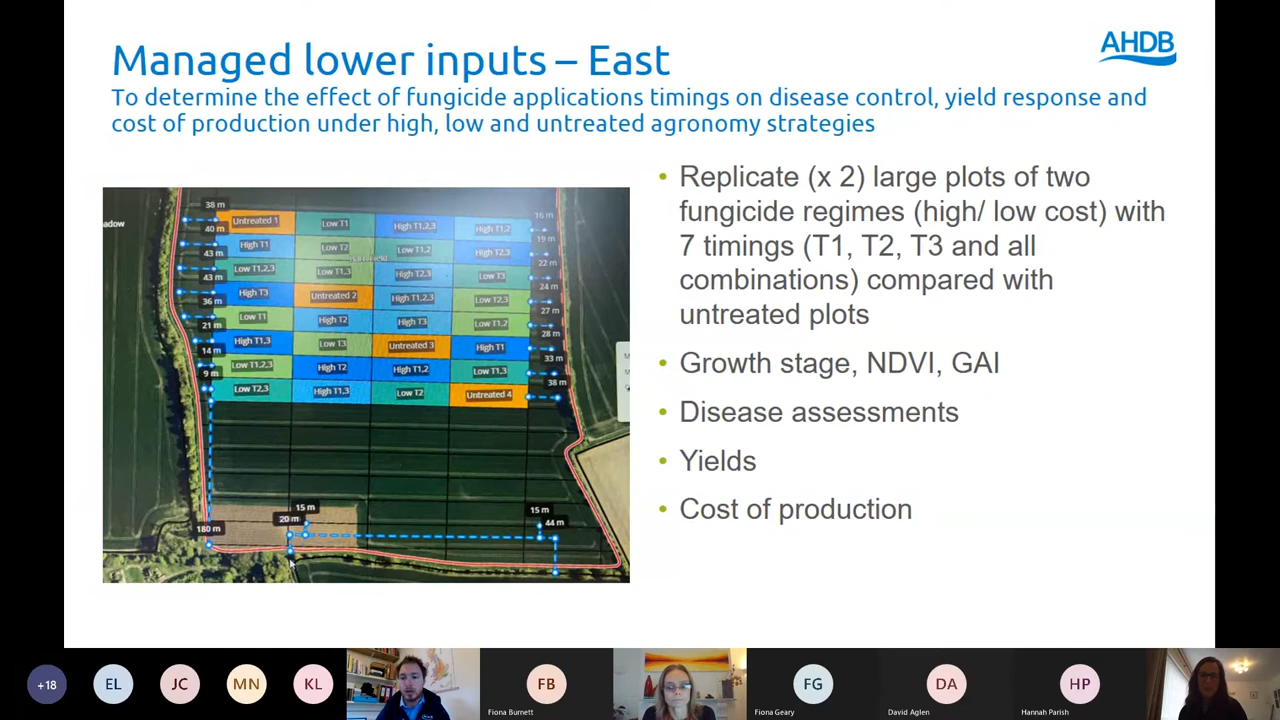 Managed lower inputs – East
AHDB
To determine the effect of fungicide applications timings on disease control, yield response and
cost of production under high, low and untreated agronomy strategies
adow
38 m
40 m
43 m
43 m
36 m
21 m
14 m
9 m
Untreated 1 Low T1 High T1,2,3 High T1,2
High T1 Low T2 Low T1,2 High T2,3
Low T1,2,3 Low T1,3 High T2,3 Low T3
High T3 Untreated 2 High T1,2,3 Low T2,3
Low T1 High T2 High T3 Low T1,2
High T1,3 Low T3 Untreated 3 High T1
Low T1,2,3 High T2 High T1,2 Low T1,3
Low T2,3 High T1,3 Low T2 Untreated 4
16 m
19 m
22 m
24 m
27 m
28 m
33 m
38 m
15 m
20 m
180 m
15 m
44 m
• Replicate (x 2) large plots of two
fungicide regimes (high/ low cost) with
7 timings (T1, T2, T3 and all
combinations) compared with
untreated plots
• Growth stage, NDVI, GAI
• Disease assessments
• Yields
• Cost of production
+18
EL
JC
MN
KL
FB
Fiona Burnett
FG
Fiona Geary
DA
David Aglen
HP
Hannah Parish